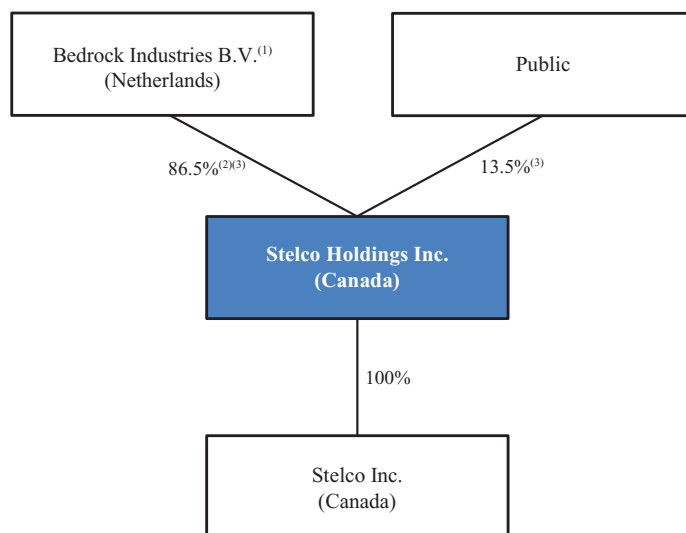 Bedrock Industries B.V.(1)
(Netherlands)
Public
86.5%(2)(3)
13.5%(3)
Stelco Holdings Inc.
(Canada)
100%
Stelco Inc.
(Canada)